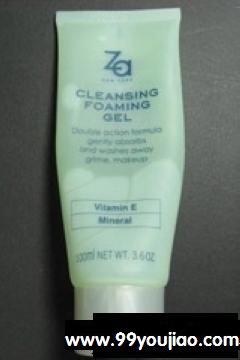 Za
NEW YORK
CLEANSING
FOAMING
GEL
Double action formula
gently absorbs
and washes away
grime, makeup
Vitamin E
Mineral
100ml NET WT. 3.6OZ.
www.99youjiao.com